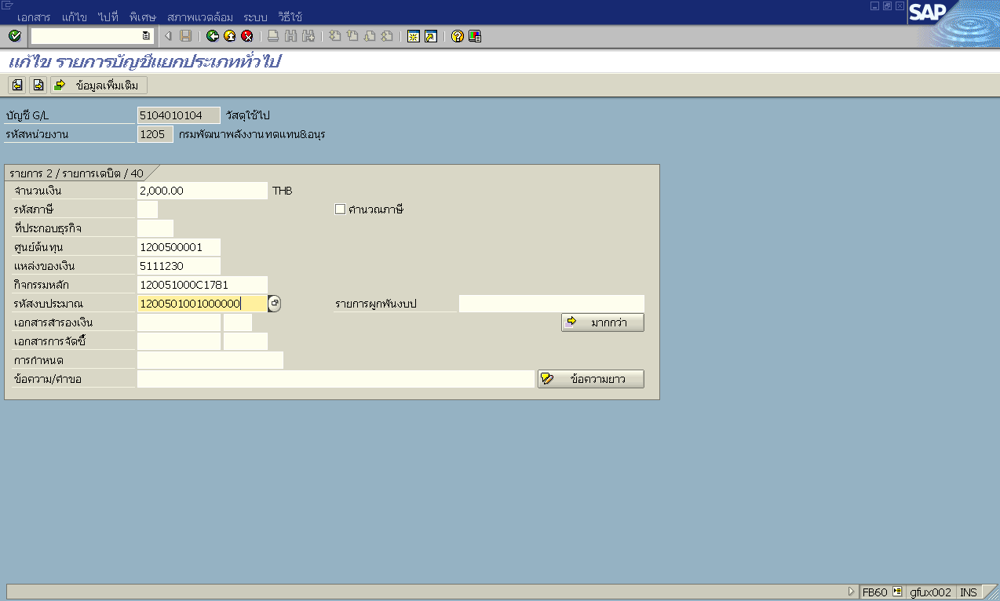 เอกสาร แก้ไข ไปที่ พิเศษ สภาพแวดล้อม ระบบ วิธีใช้
SAP
แก้ไข รายการบัญชีแยกประเภททั่วไป
ข้อมูลเพิ่มเติม
บัญชี G/L 5104010104 วัสดุใช้ไป
รหัสหน่วยงาน 1205 กรมพัฒนาพลังงานทดแทน&อนุร
รายการ 2 / รายการเดบิต / 40
จำนวนเงิน 2,000.00 THB
รหัสภาษี คำนวณภาษี
ที่ประกอบธุรกิจ
ศูนย์ต้นทุน 1200500001
แหล่งของเงิน 5111230
กิจกรรมหลัก 120051000C1781
รหัสงบประมาณ 1200501001000000 รายการผูกพันงบป
เอกสารสำรองเงิน มากกว่า
เอกสารการจัดซื้
การกำหนด
ข้อความ/คำขอ ข้อความยาว
FB60 gfux002 INS